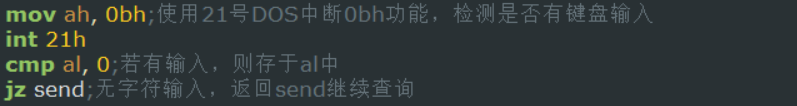 mov ah, 0bh;使用21号DOS中断0bh功能，检测是否有键盘输入
int 21h
cmp al, 0;若有输入，则存于al中
jz send;无字符输入，返回send继续查询